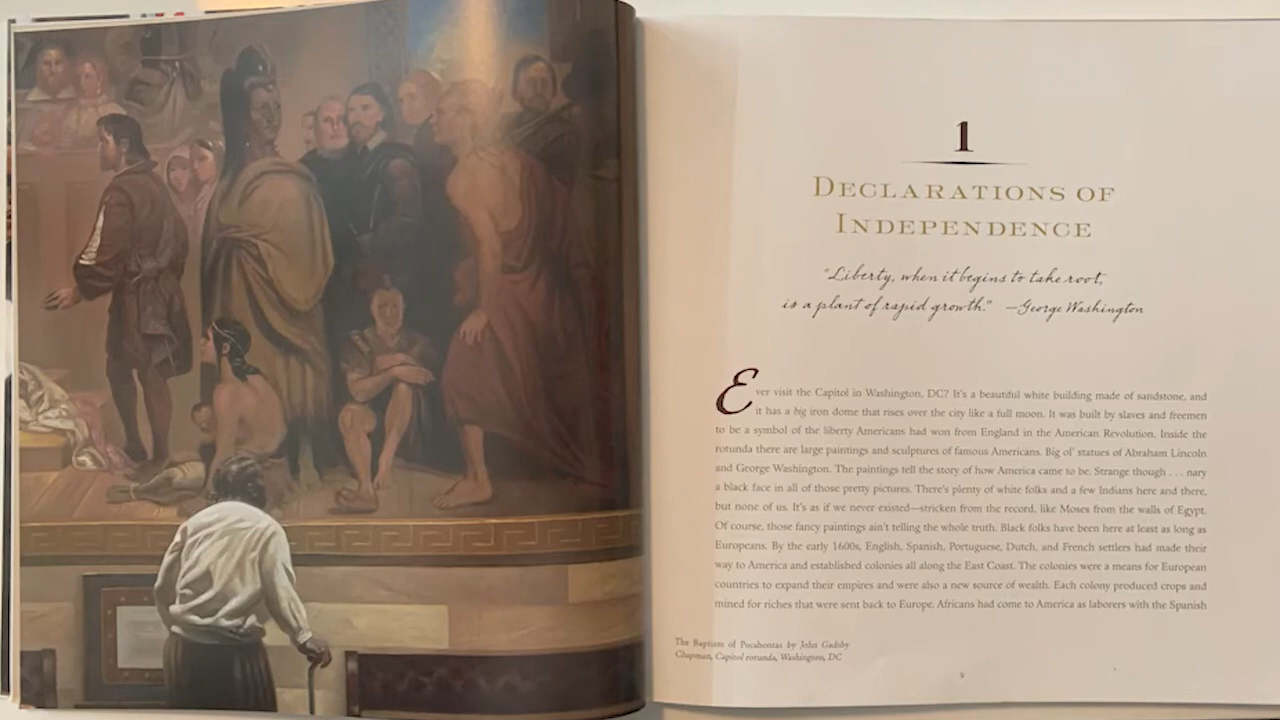 1
DECLARATIONS OF
INDEPENDENCE
"Liberty, when it begins to take root,
is a plant of rapid growth." —George Washington
Ever visit the Capitol in Washington, DC? It's a beautiful white building made of sandstone, and
it has a big iron dome that rises over the city like a full moon. It was built by slaves and freemen
to be a symbol of the liberty Americans had won from England in the American Revolution. Inside the
rotunda there are large paintings and sculptures of famous Americans. Big ol' statues of Abraham Lincoln
and George Washington. The paintings tell the story of how America came to be. Strange though . . . nary
a black face in all of those pretty pictures. There's plenty of white folks and a few Indians here and there,
but none of us. It's as if we never existed—stricken from the record, like Moses from the walls of Egypt.
Of course, those fancy paintings ain't telling the whole truth. Black folks have been here at least as long as
Europeans. By the early 1600s, English, Spanish, Portuguese, Dutch, and French settlers had made their
way to America and established colonies all along the East Coast. The colonies were a means for European
countries to expand their empires and were also a new source of wealth. Each colony produced crops and
mined for riches that were sent back to Europe. Africans had come to America as laborers with the Spanish
The Baptism of Pocahontas by John Gadsby
Chapman, Capitol rotunda, Washington, DC
9